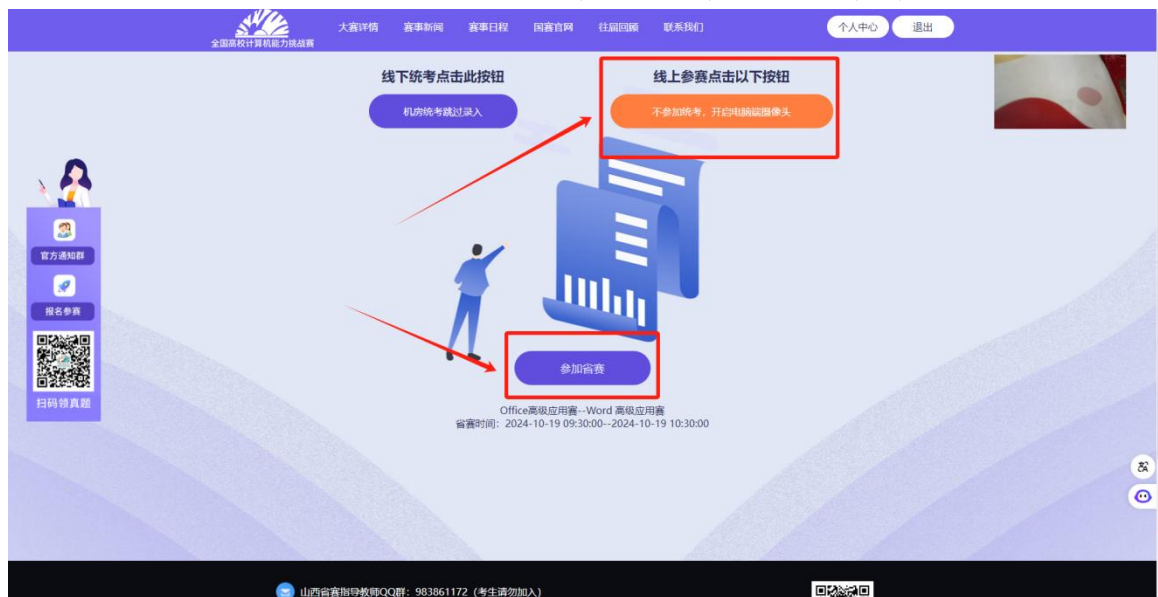 全国高校计算机能力挑战赛
大赛详情 赛事新闻 赛事日程 国赛官网 往届回顾 联系我们 个人中心 退出
线下统考点击此按钮
线上参赛点击以下按钮
机房统考跳过录入
不参加统考，开启电脑端摄像头
官方通知群
报名参赛
扫码领真题
参加省赛
Office高级应用赛--Word 高级应用赛
省赛时间：2024-10-19 09:30:00--2024-10-19 10:30:00
山西省赛指导教师QQ群：983861172（考生请勿加入）